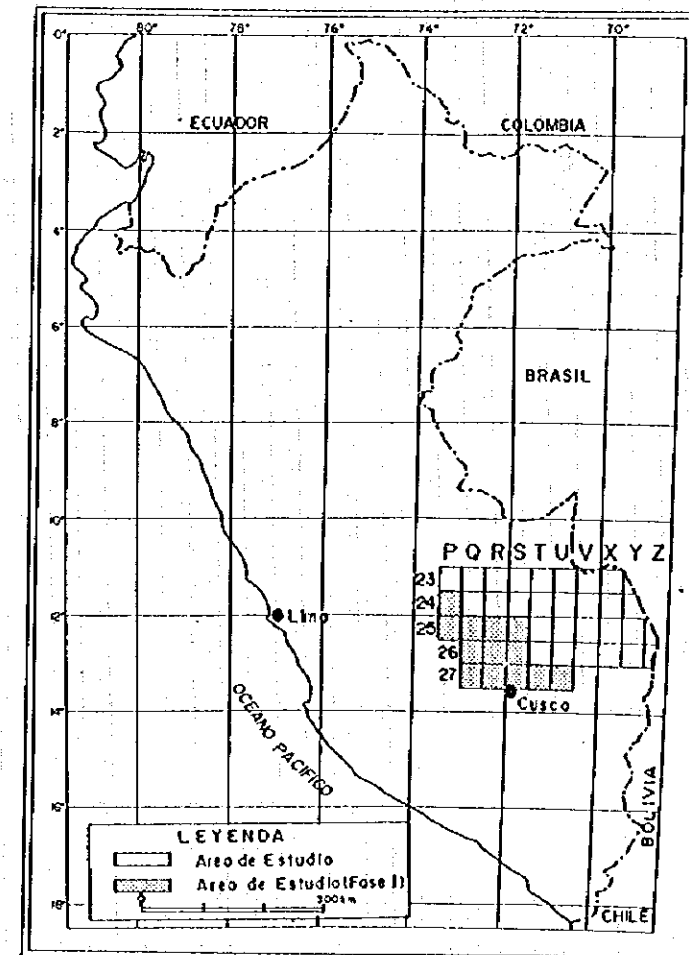 80° 78° 76° 74° 72° 70°
0°
ECUADOR COLOMBIA
2°
4°
6°
BRASIL
8°
10°
P Q R S T U V X Y Z
23
24
12° Lima
25
26
27
Cusco
14°
OCEANO PACIFICO
16°
BOLIVIA
LEYENDA
Area de Estudio
Area de Estudio (Fase I)
0 300km
18°
CHILE